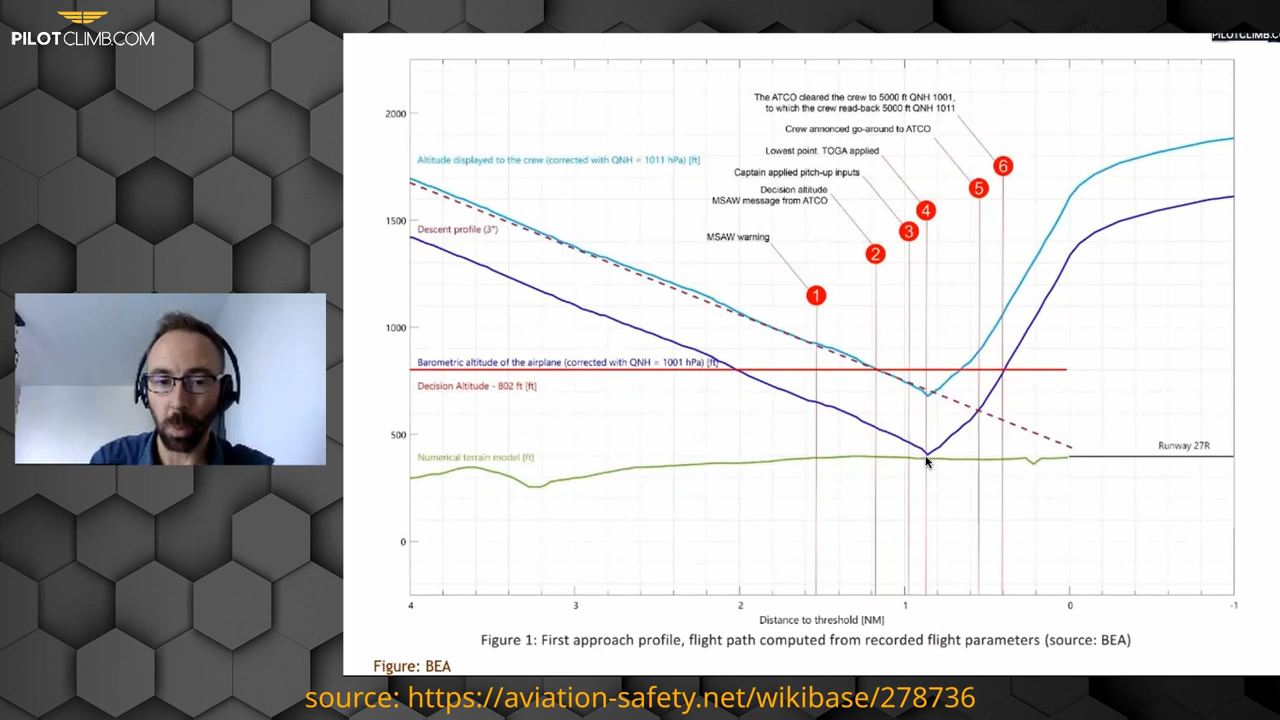 PILOTCLIMB.COM
PILOTCLIMB.CO
The ATCO cleared the crew to 5000 ft QNH 1001,
to which the crew read-back 5000 ft QNH 1011
Crew annonced go-around to ATCO
Lowest point. TOGA applied
Captain applied pitch-up inputs
Decision altitude
MSAW message from ATCO
MSAW warning
1
2
3
4
5
6
Altitude displayed to the crew (corrected with QNH = 1011 hPa) [ft]
Descent profile (3°)
Barometric altitude of the airplane (corrected with QNH = 1001 hPa) [ft]
Decision Altitude - 802 ft [ft]
Numerical terrain model [ft]
Runway 27R
2000
1500
1000
500
0
4
3
2
1
0
-1
Distance to threshold [NM]
Figure 1: First approach profile, flight path computed from recorded flight parameters (source: BEA)
Figure: BEA
source: https://aviation-safety.net/wikibase/278736